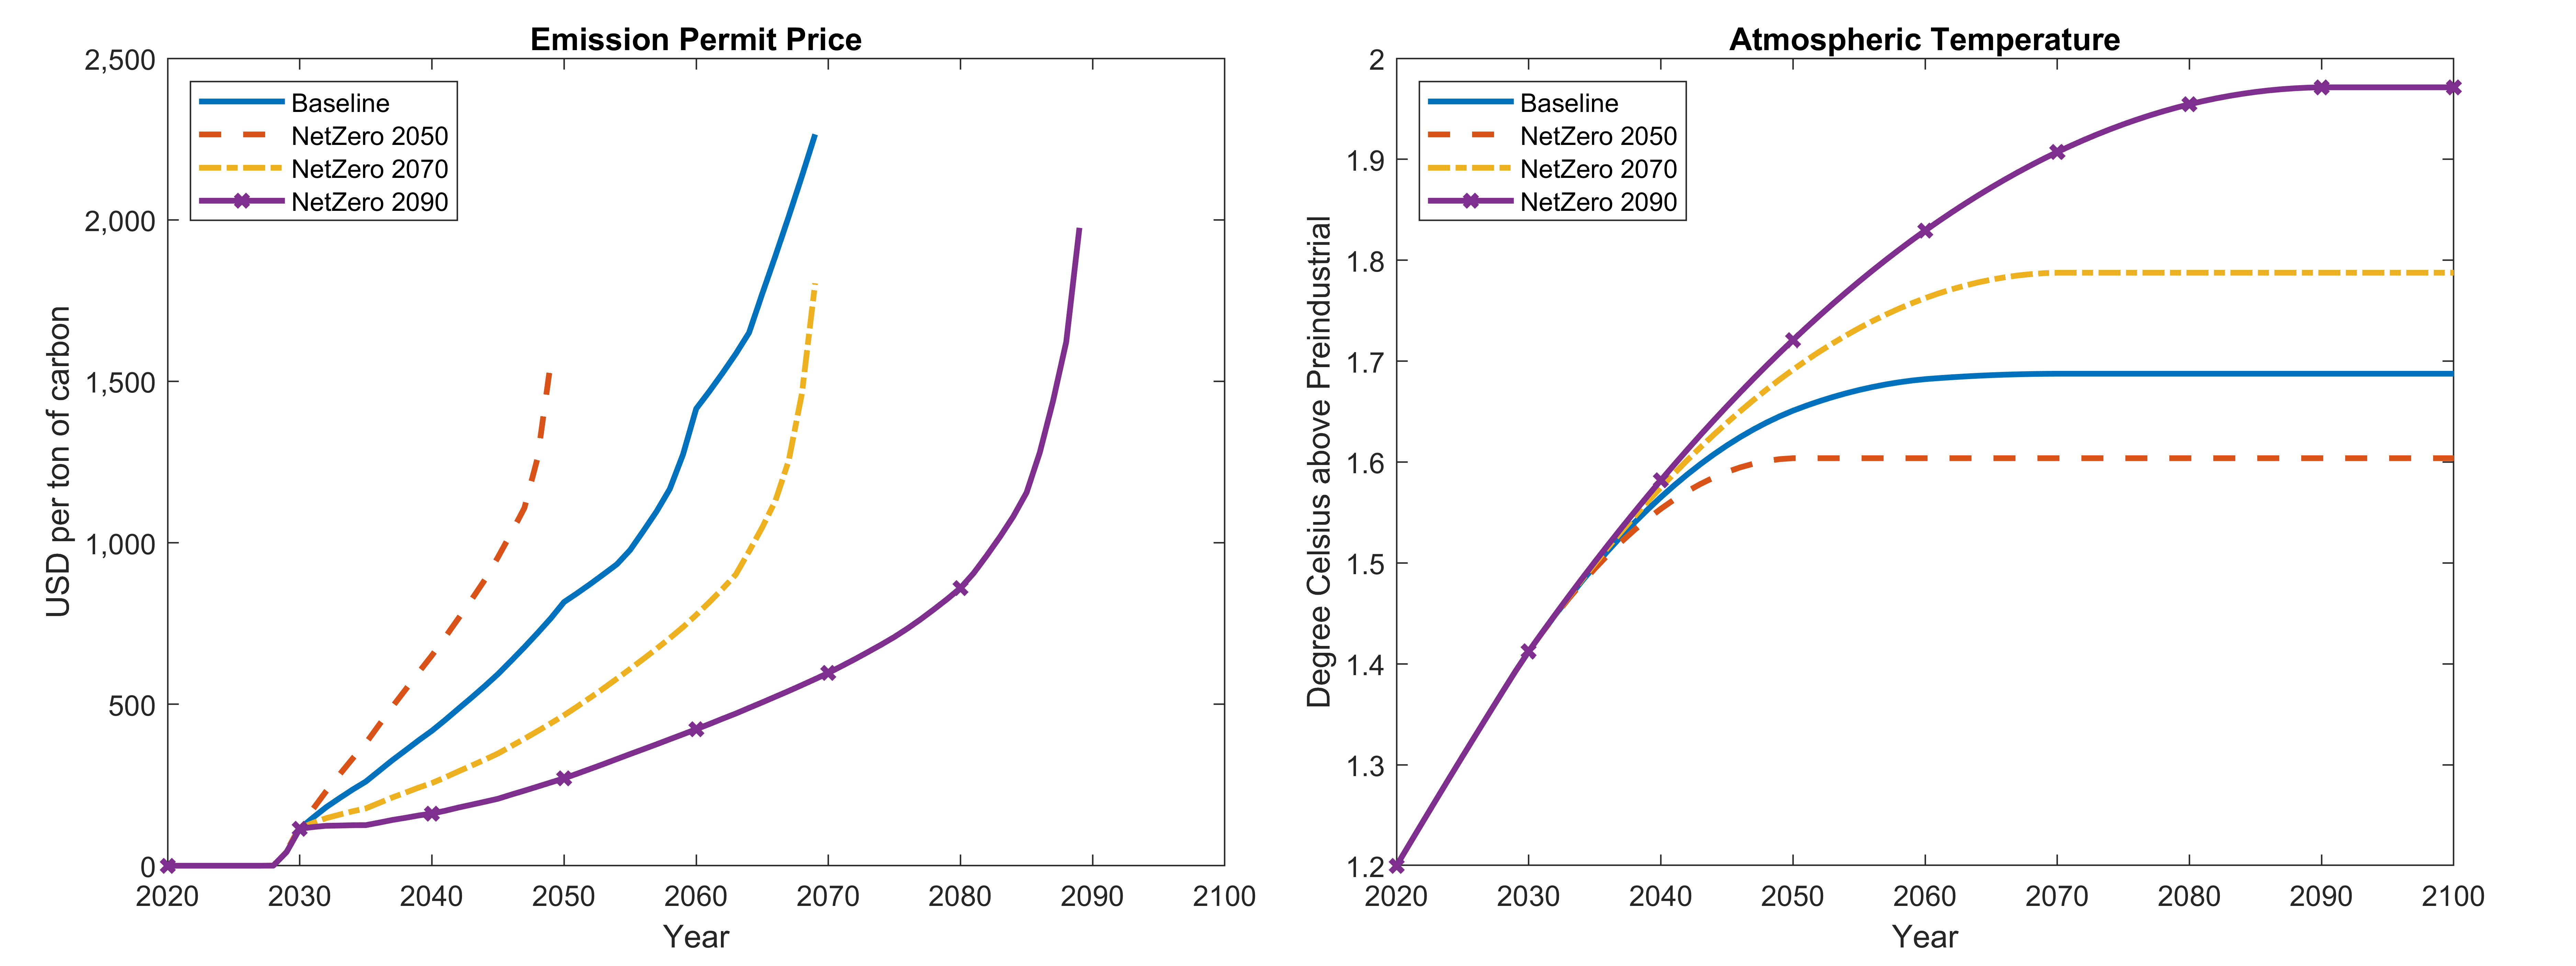 Emission Permit Price
2,500
2,000
1,500
1,000
500
0
USD per ton of carbon
Baseline
NetZero 2050
NetZero 2070
NetZero 2090
2020 2030 2040 2050 2060 2070 2080 2090 2100
Year
Atmospheric Temperature
2
1.9
1.8
1.7
1.6
1.5
1.4
1.3
1.2
Degree Celsius above Preindustrial
Baseline
NetZero 2050
NetZero 2070
NetZero 2090
2020 2030 2040 2050 2060 2070 2080 2090 2100
Year